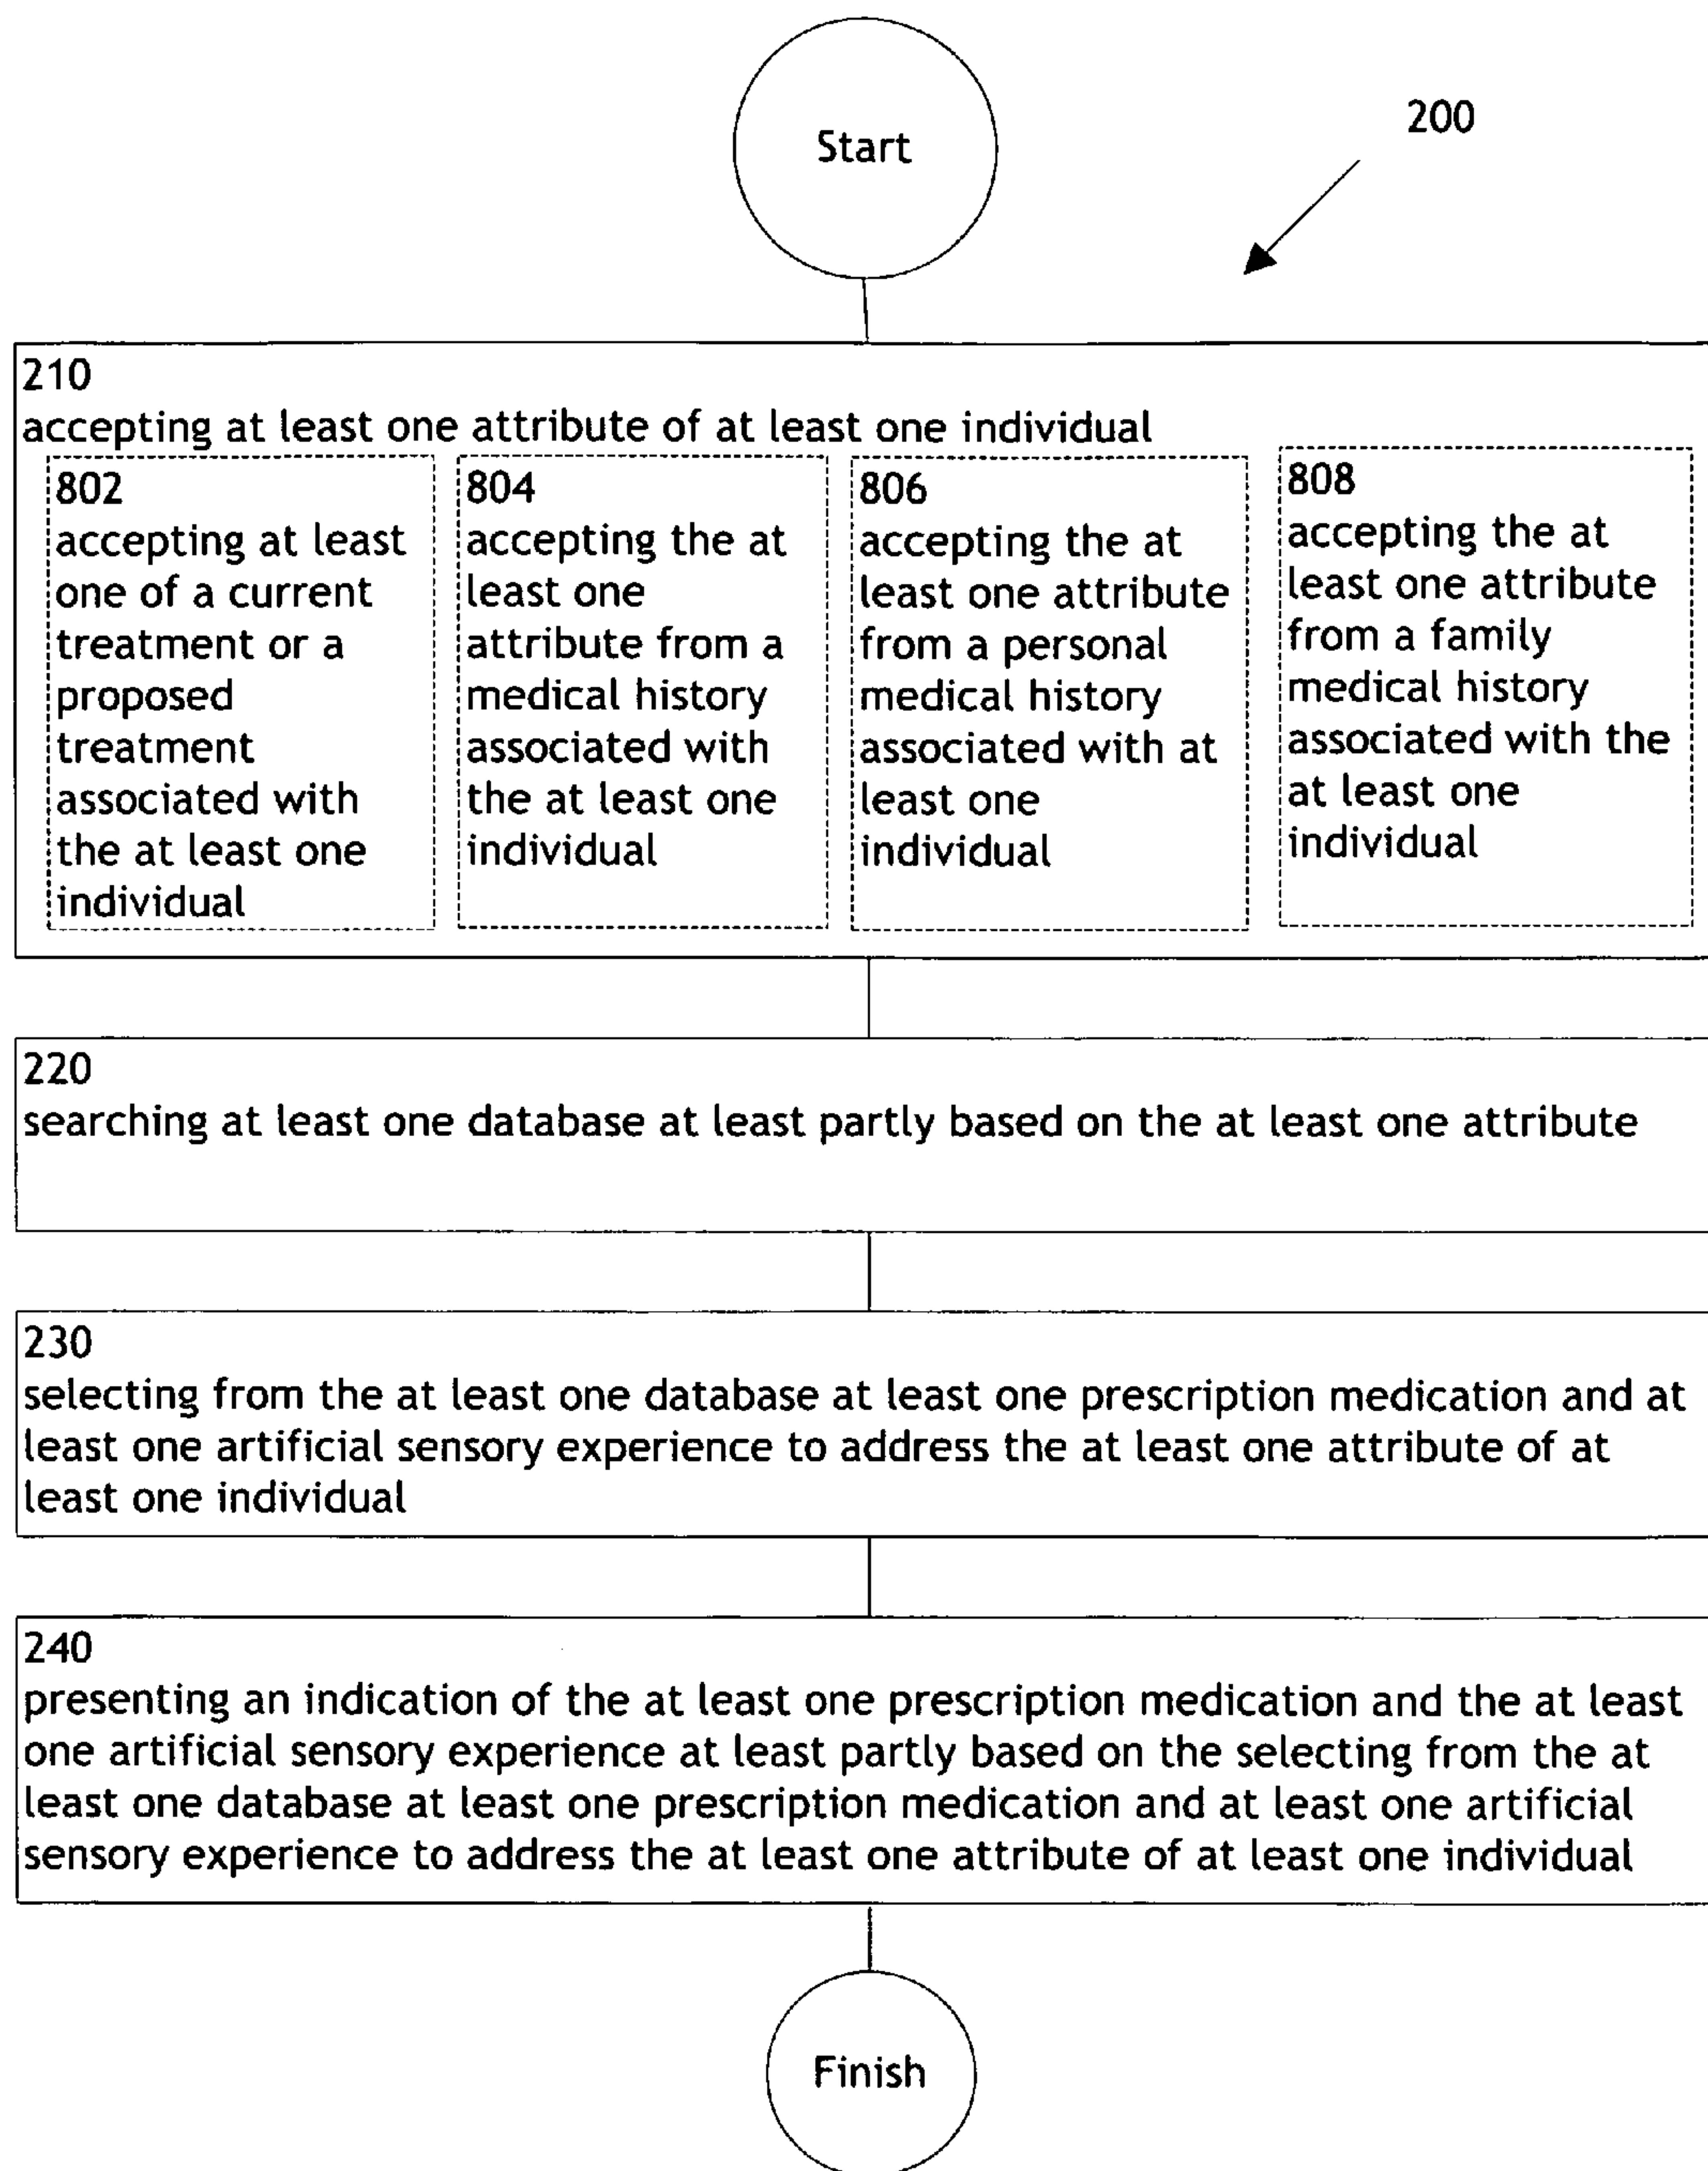 Start
200
210
accepting at least one attribute of at least one individual
802
accepting at least
one of a current
treatment or a
proposed
treatment
associated with
the at least one
individual
804
accepting the at
least one
attribute from a
medical history
associated with
the at least one
individual
806
accepting the at
least one attribute
from a personal
medical history
associated with at
least one
individual
808
accepting the at
least one attribute
from a family
medical history
associated with the
at least one
individual
220
searching at least one database at least partly based on the at least one attribute
230
selecting from the at least one database at least one prescription medication and at
least one artificial sensory experience to address the at least one attribute of at
least one individual
240
presenting an indication of the at least one prescription medication and the at least
one artificial sensory experience at least partly based on the selecting from the at
least one database at least one prescription medication and at least one artificial
sensory experience to address the at least one attribute of at least one individual
Finish